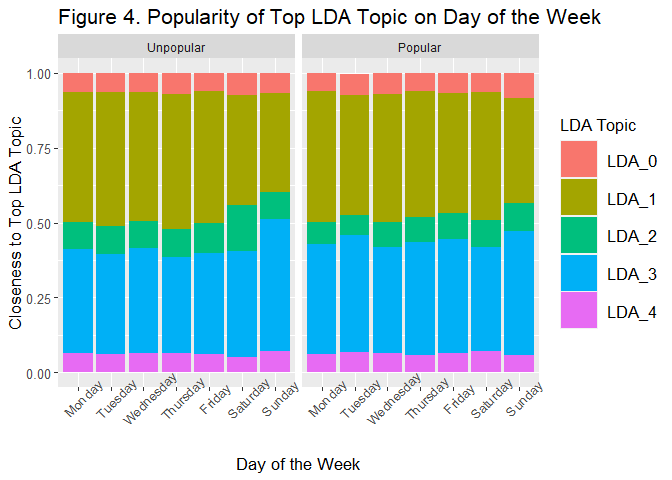 Figure 4. Popularity of Top LDA Topic on Day of the Week
Unpopular
Popular
Closeness to Top LDA Topic
1.00
0.75
0.50
0.25
0.00
Monday
Tuesday
Wednesday
Thursday
Friday
Saturday
Sunday
Monday
Tuesday
Wednesday
Thursday
Friday
Saturday
Sunday
Day of the Week
LDA Topic
LDA_0
LDA_1
LDA_2
LDA_3
LDA_4